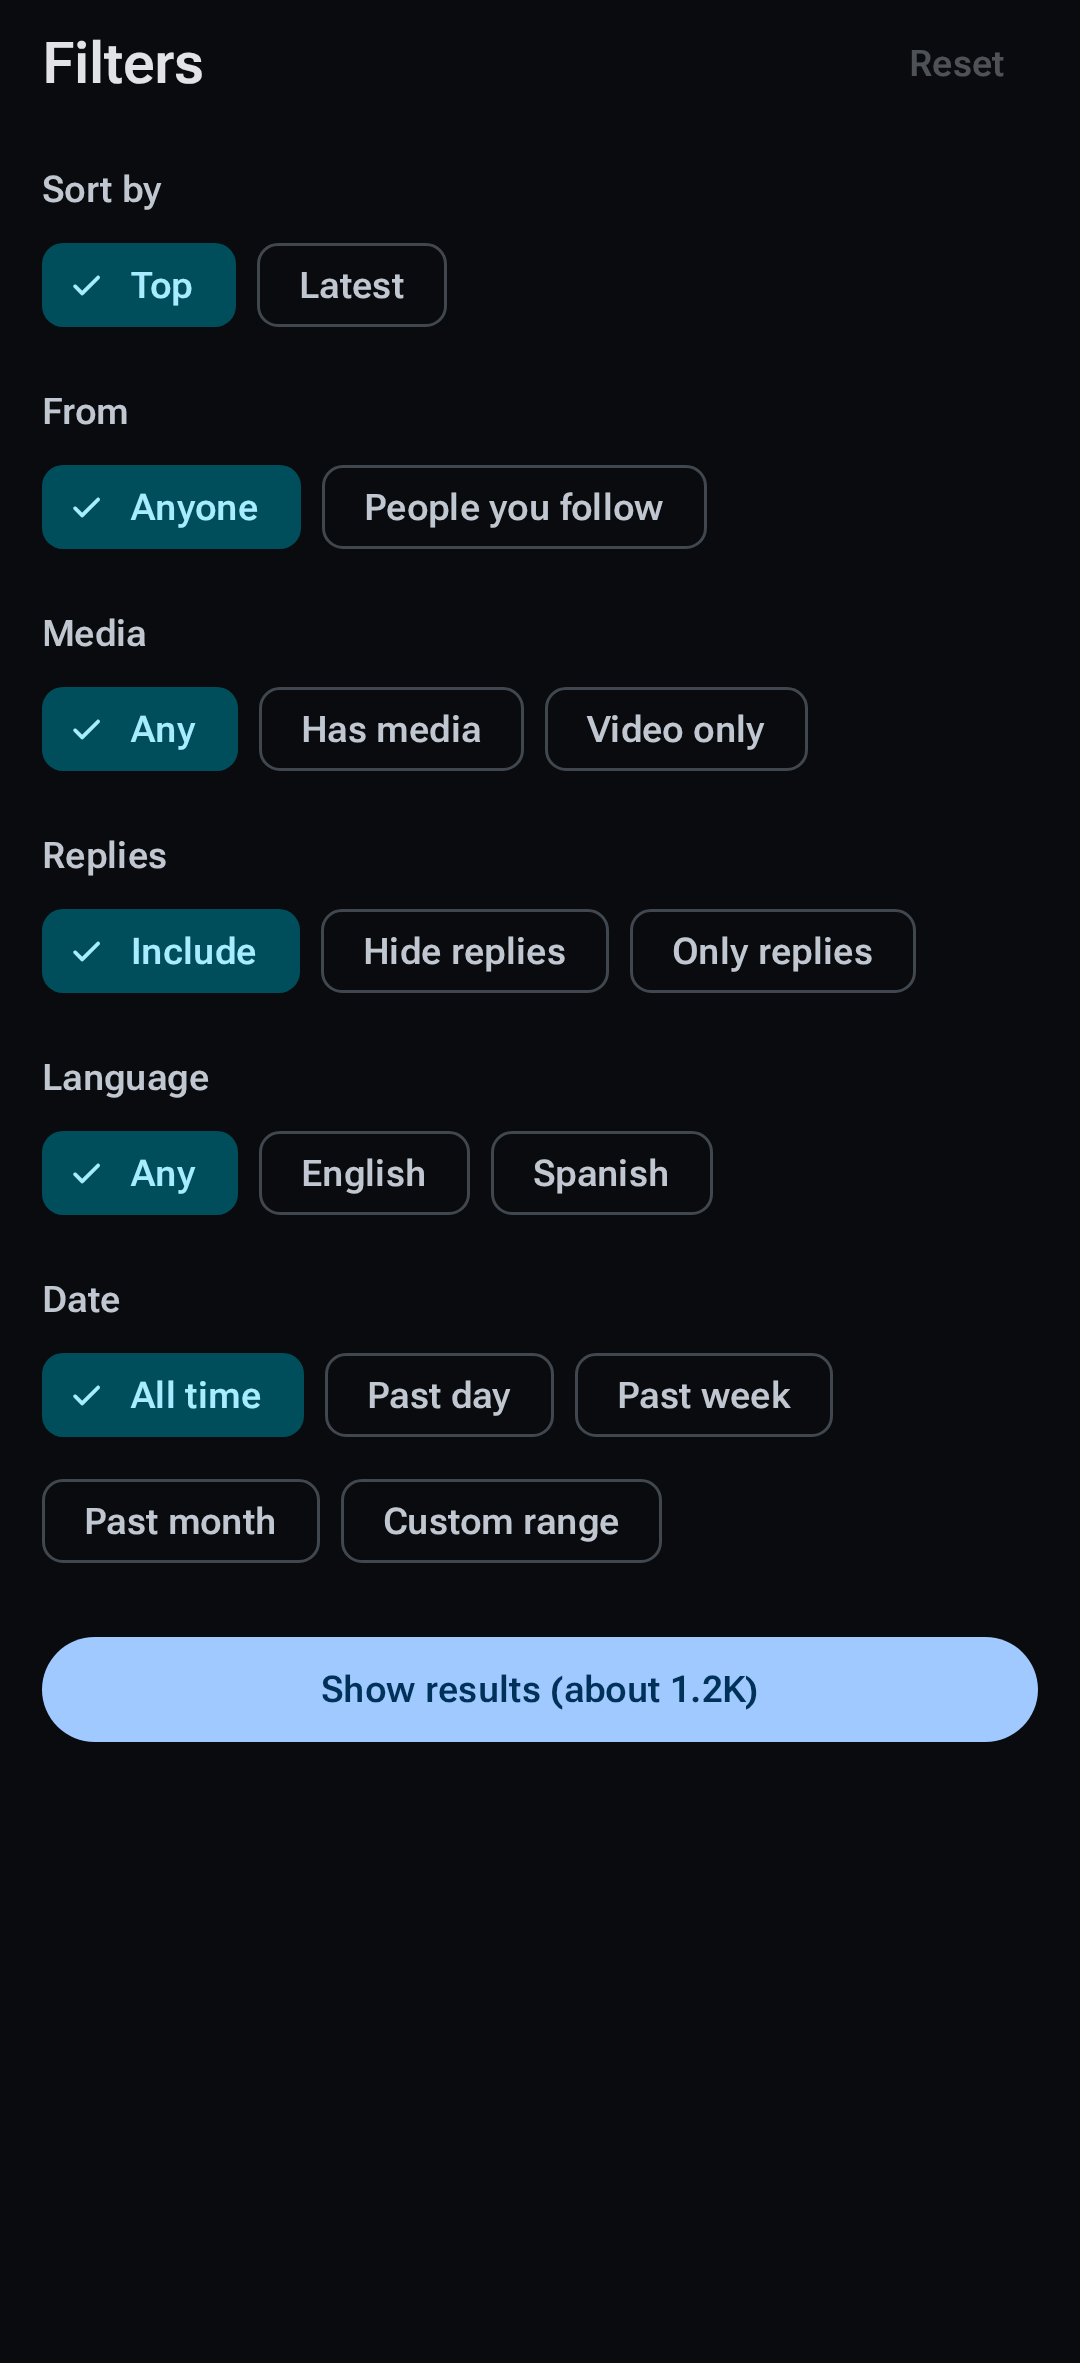 Filters Reset
Sort by
Top Latest
From
Anyone People you follow
Media
Any Has media Video only
Replies
Include Hide replies Only replies
Language
Any English Spanish
Date
All time Past day Past week
Past month Custom range
Show results (about 1.2K)